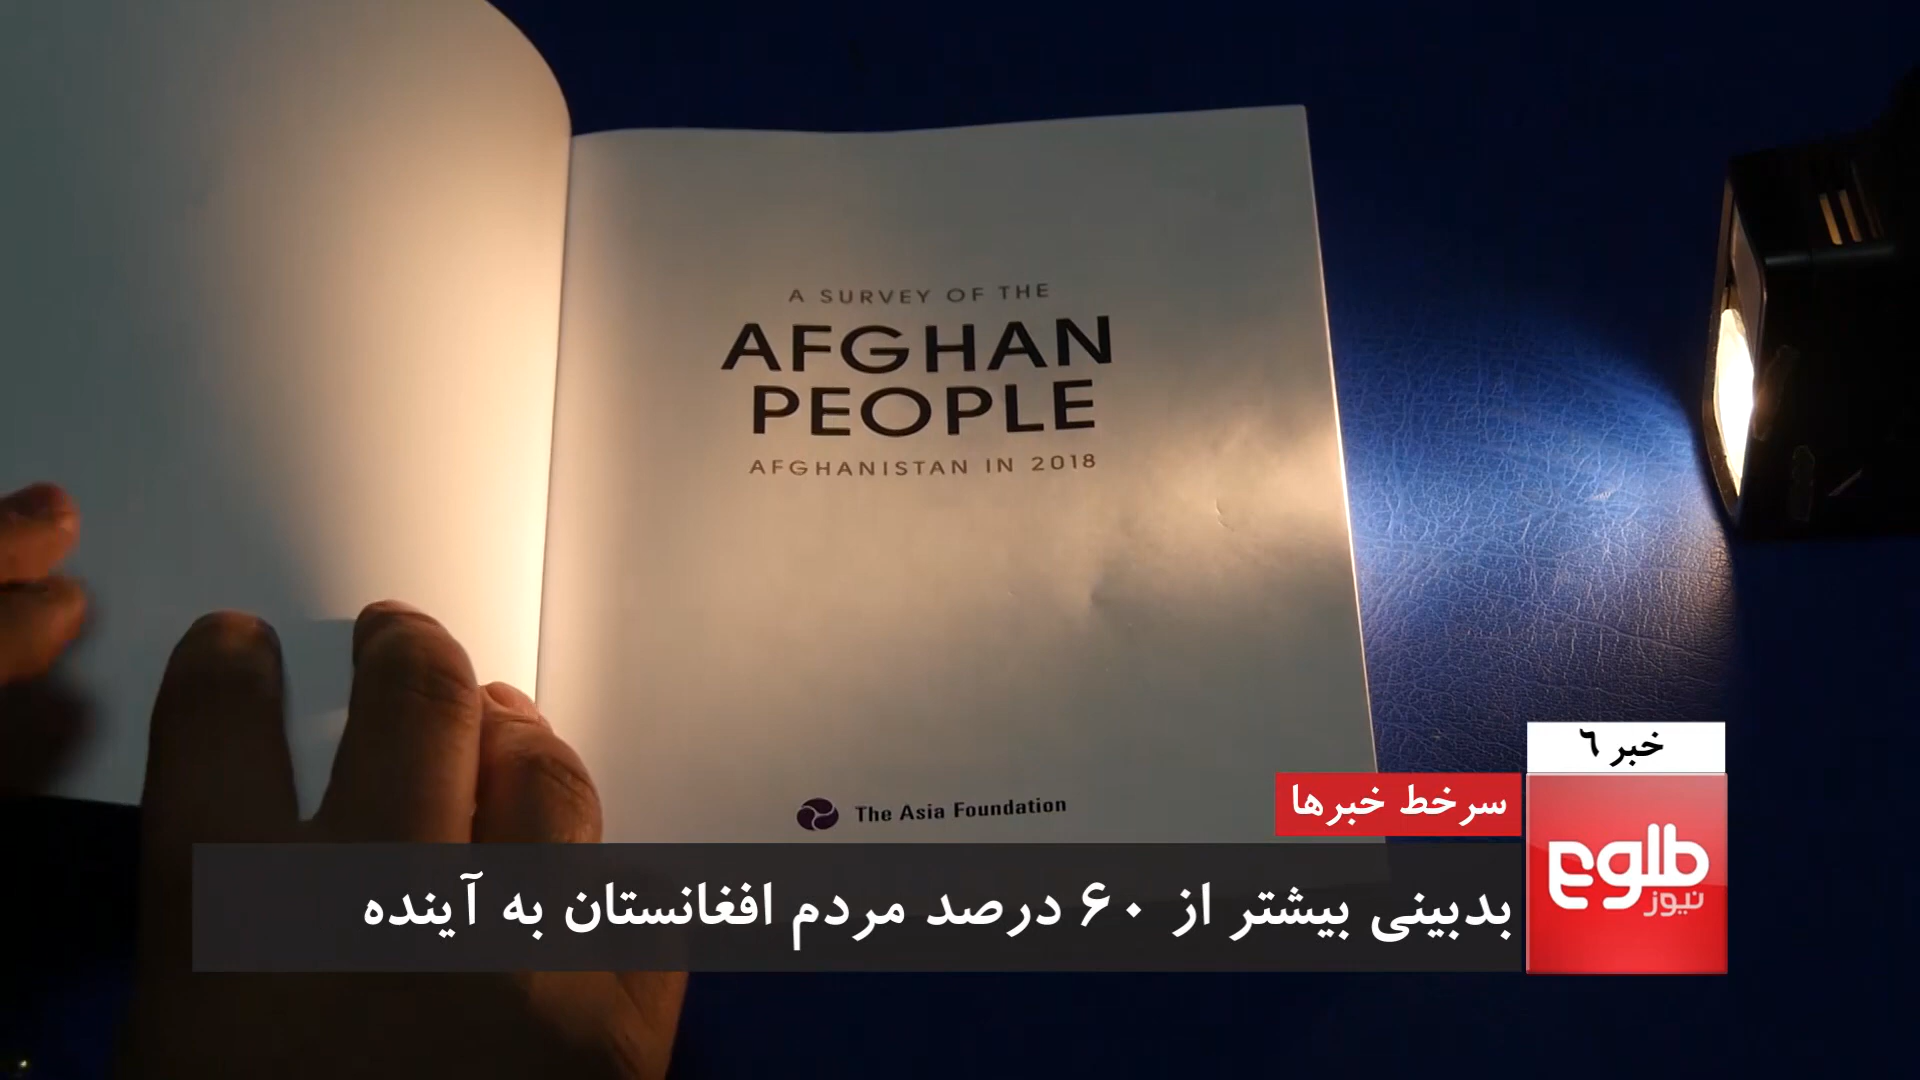 A SURVEY OF THE
AFGHAN
PEOPLE
AFGHANISTAN IN 2018
The Asia Foundation
خبر ٦
سرخط خبرها
طلوع
نیوز
بدبینی بیشتر از ۶۰ درصد مردم افغانستان به آینده